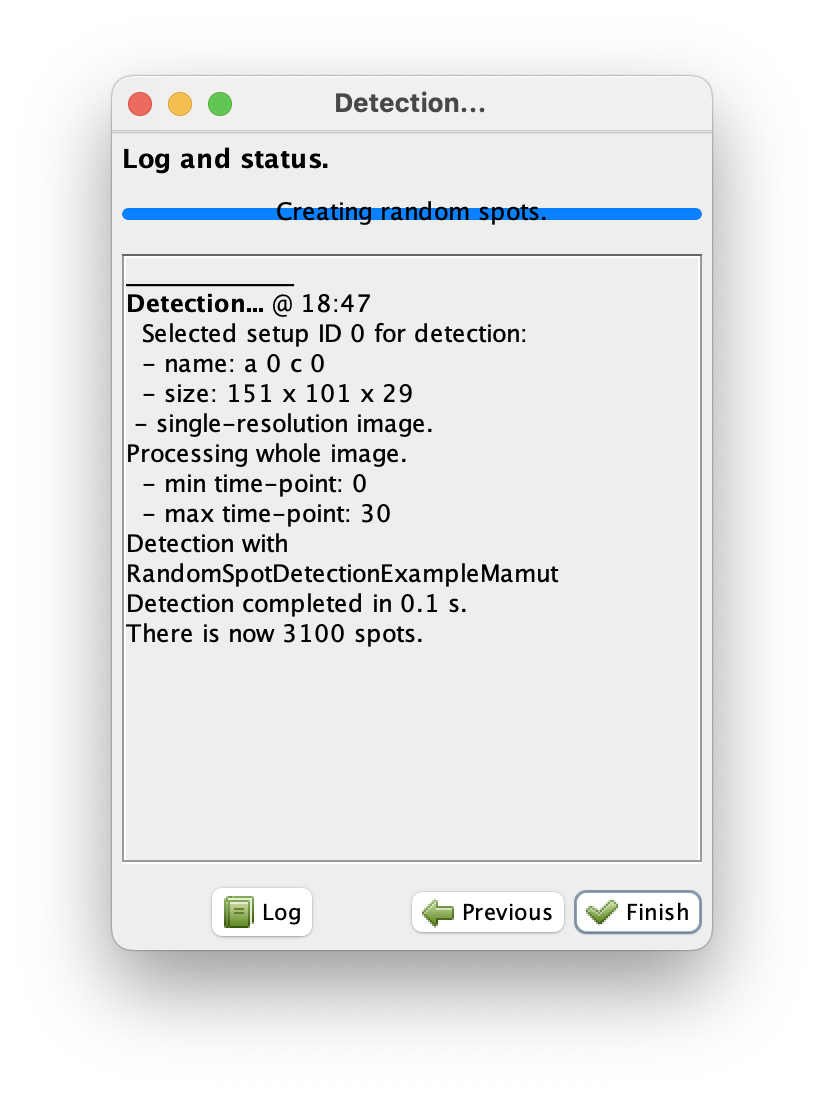 Detection...
Log and status.
Creating random spots.
Detection... @ 18:47
Selected setup ID 0 for detection:
- name: a 0 c 0
- size: 151 x 101 x 29
- single-resolution image.
Processing whole image.
- min time-point: 0
- max time-point: 30
Detection with
RandomSpotDetectionExampleMamut
Detection completed in 0.1 s.
There is now 3100 spots.
Log
Previous
Finish